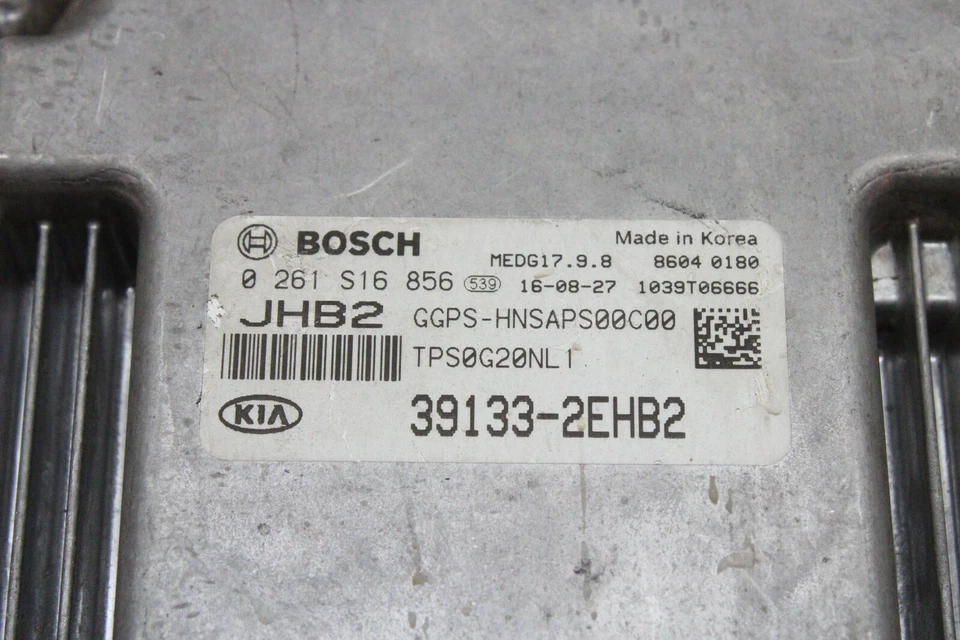 BOSCH Made in Korea
MEDG17.9.8 8604 0180
0 261 S16 856 539 16-08-27 1039T06666
JHB2 GGPS-HNSAPS00C00
TPS0G20NL1
KIA 39133-2EHB2